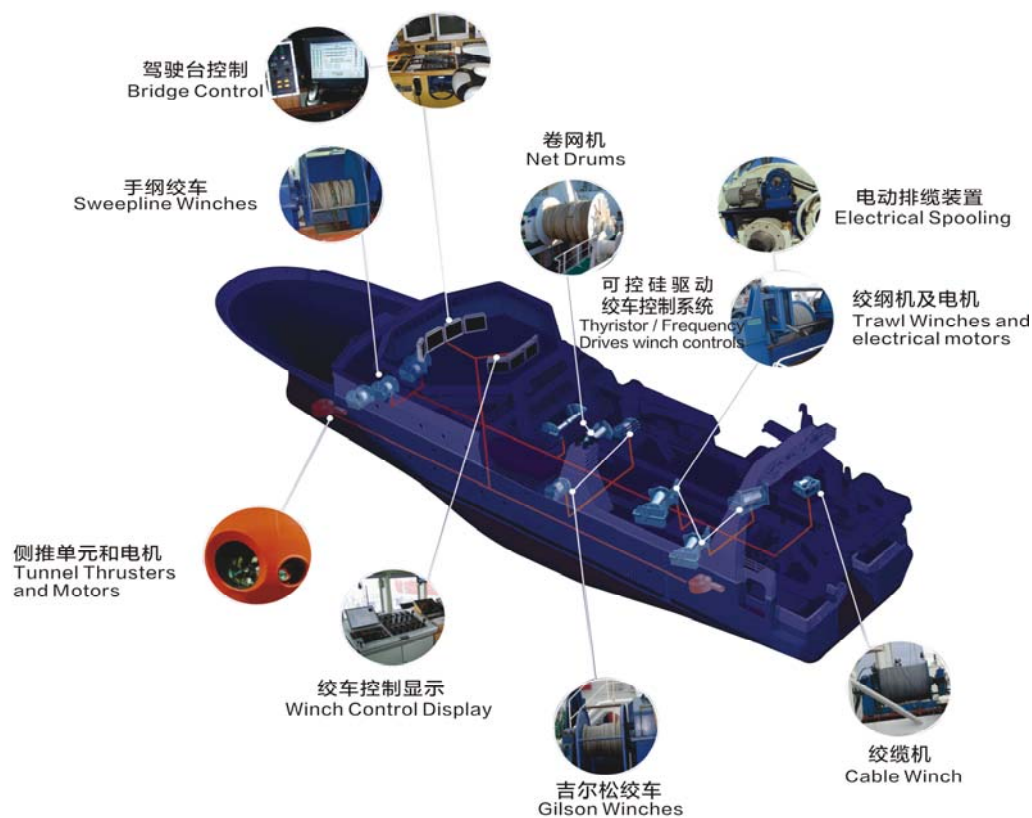 驾驶台控制
Bridge Control
手纲绞车
Sweepline Winches
卷网机
Net Drums
电动排缆装置
Electrical Spooling
可控硅驱动
绞车控制系统
Thyristor / Frequency
Drives winch controls
绞纲机及电机
Trawl Winches and
electrical motors
侧推单元和电机
Tunnel Thrusters
and Motors
绞车控制显示
Winch Control Display
吉尔松绞车
Gilson Winches
绞缆机
Cable Winch